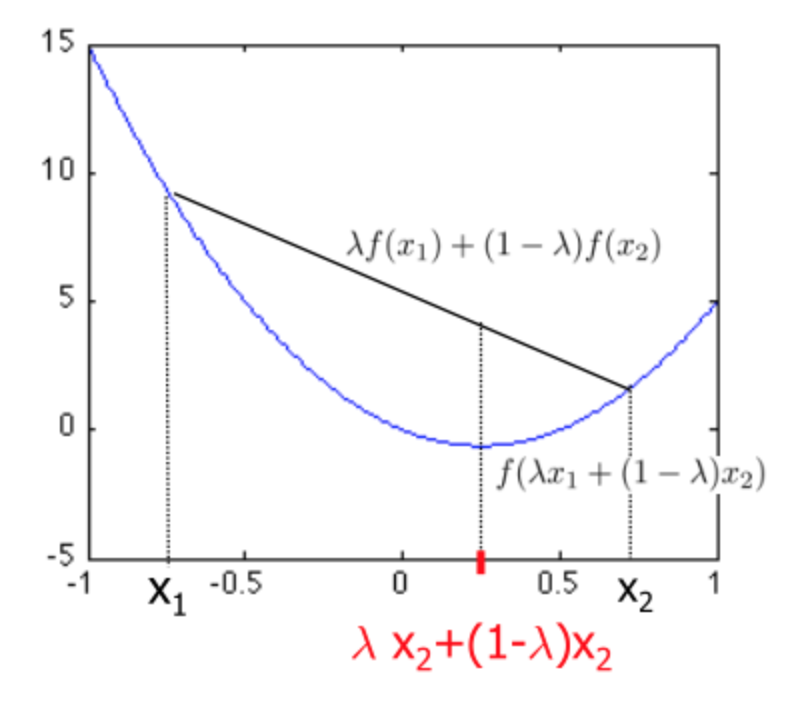 15
10
λf(x₁) + (1 − λ)f(x₂)
5
0
f(λx₁ + (1 − λ)x₂)
-5
-1 x₁ -0.5 0 0.5 x₂ 1
λ x₂+(1-λ)x₂